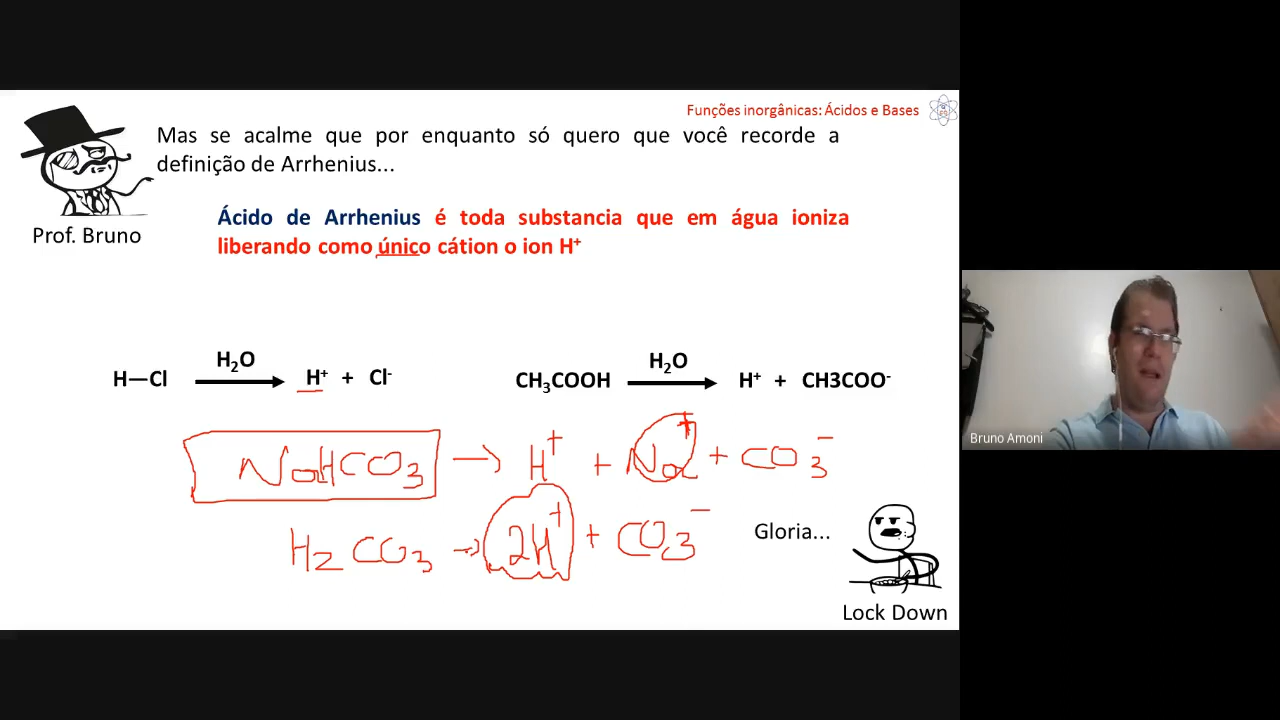 Funções inorgânicas: Ácidos e Bases
Mas se acalme que por enquanto só quero que você recorde a
definição de Arrhenius...
Prof. Bruno
Ácido de Arrhenius é toda substancia que em água ioniza
liberando como único cátion o ion H⁺
H—Cl H₂O H⁺ + Cl⁻
CH₃COOH H₂O H⁺ + CH3COO⁻
NaHCO₃ → H⁺ + Na⁺ + CO₃⁻
H₂CO₃ → 2H⁺ + CO₃⁻
Gloria...
Lock Down
Bruno Amoni